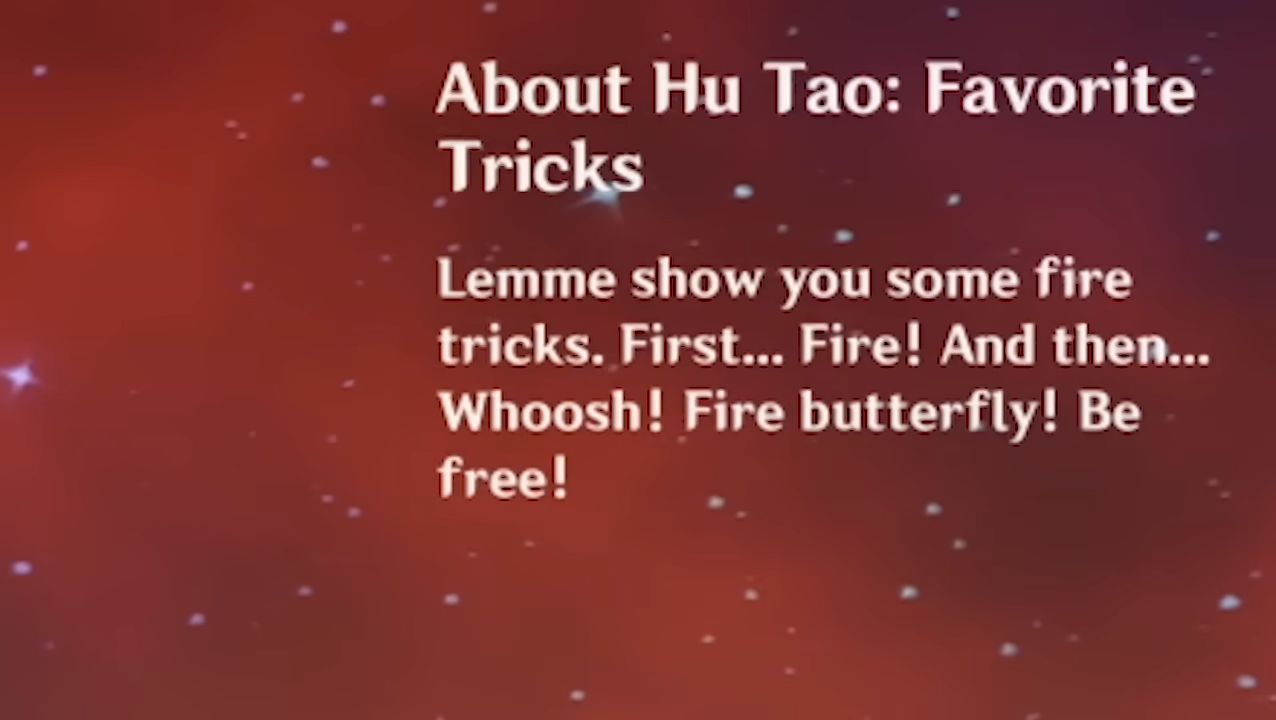 About Hu Tao: Favorite
Tricks
Lemme show you some fire
tricks. First... Fire! And then...
Whoosh! Fire butterfly! Be
free!